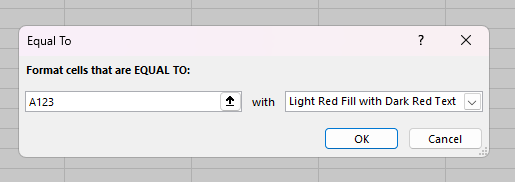 Equal To ?
Format cells that are EQUAL TO:
A123 with Light Red Fill with Dark Red Text
OK Cancel